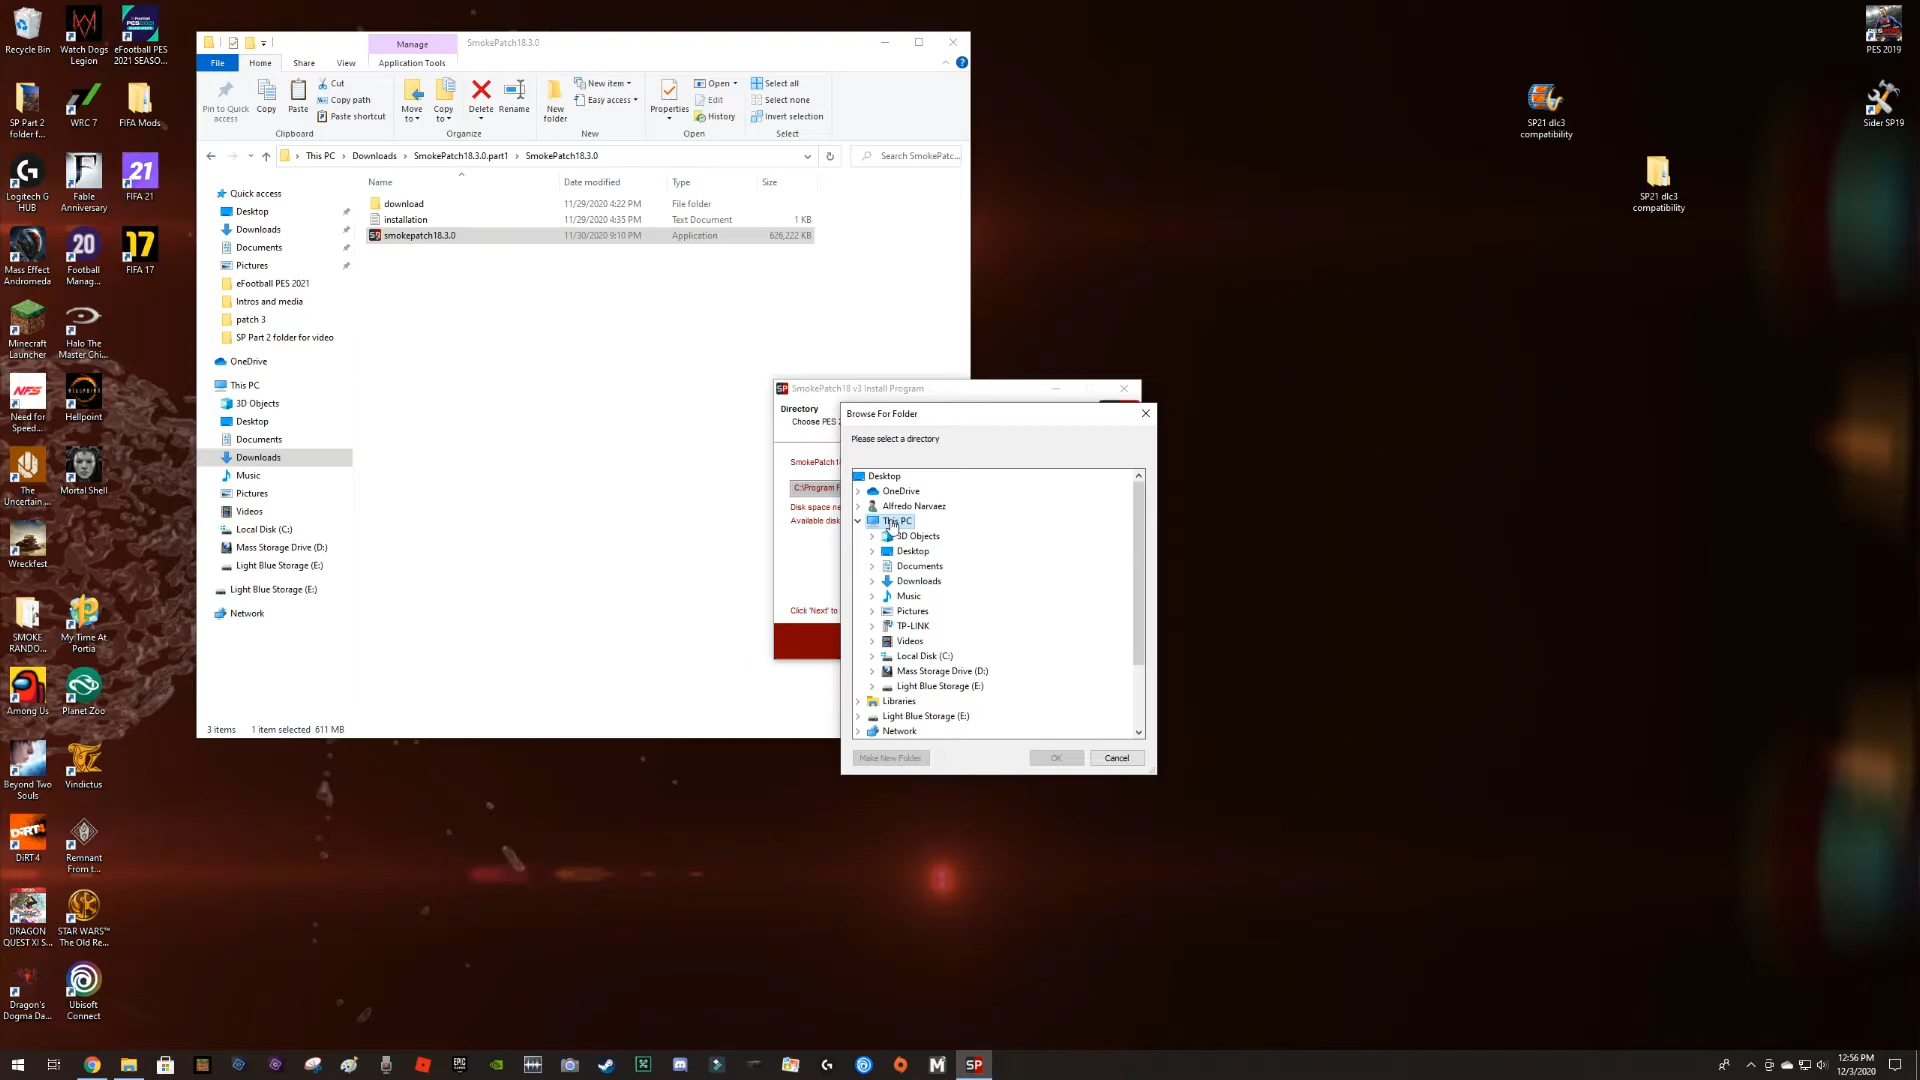 Recycle Bin
Watch Dogs
Legion
eFootball PES
2021 SEASO...
SP Part 2
folder f...
WRC 7
FIFA Mods
Logitech G
HUB
Fable
Anniversary
FIFA 21
Mass Effect
Andromeda
Football
Manag...
FIFA 17
Minecraft
Launcher
Halo The
Master Chi...
Need for
Speed...
Hellpoint
The
Uncertain ...
Mortal Shell
Wreckfest
SMOKE
RANDO...
My Time At
Portia
Among Us
Planet Zoo
Beyond Two
Souls
Vindictus
DiRT 4
Remnant
From t...
DRAGON
QUEST XI S...
STAR WARS™
The Old Re...
Dragon's
Dogma Da...
Ubisoft
Connect
Manage
SmokePatch18.3.0
File
Home
Share
View
Application Tools
Pin to Quick
access
Copy
Paste
Cut
Copy path
Paste shortcut
Clipboard
Move
to
Copy
to
Delete
Rename
Organize
New
folder
New item
Easy access
New
Properties
Open
Edit
History
Open
Select all
Select none
Invert selection
Select
This PC
Downloads
SmokePatch18.3.0.part1
SmokePatch18.3.0
Search SmokePatc...
Name
Date modified
Type
Size
download
11/29/2020 4:22 PM
File folder
installation
11/29/2020 4:35 PM
Text Document
1 KB
smokepatch18.3.0
11/30/2020 9:10 PM
Application
626,222 KB
Quick access
Desktop
Downloads
Documents
Pictures
eFootball PES 2021
Intros and media
patch 3
SP Part 2 folder for video
OneDrive
This PC
3D Objects
Desktop
Documents
Downloads
Music
Pictures
Videos
Local Disk (C:)
Mass Storage Drive (D:)
Light Blue Storage (E:)
Light Blue Storage (E:)
Network
3 items
1 item selected 611 MB
SP
SmokePatch18 v3 Install Program
Directory
Choose PES 2
SmokePatch18
C:\Program F
Disk space ne
Available disk
Click 'Next' to
Browse For Folder
Please select a directory
Desktop
OneDrive
Alfredo Narvaez
This PC
3D Objects
Desktop
Documents
Downloads
Music
Pictures
TP-LINK
Videos
Local Disk (C:)
Mass Storage Drive (D:)
Light Blue Storage (E:)
Libraries
Light Blue Storage (E:)
Network
Make New Folder
OK
Cancel
PES 2019
SP21 dlc3
compatibility
Sider SP19
SP21 dlc3
compatibility
SP
12:56 PM
12/3/2020